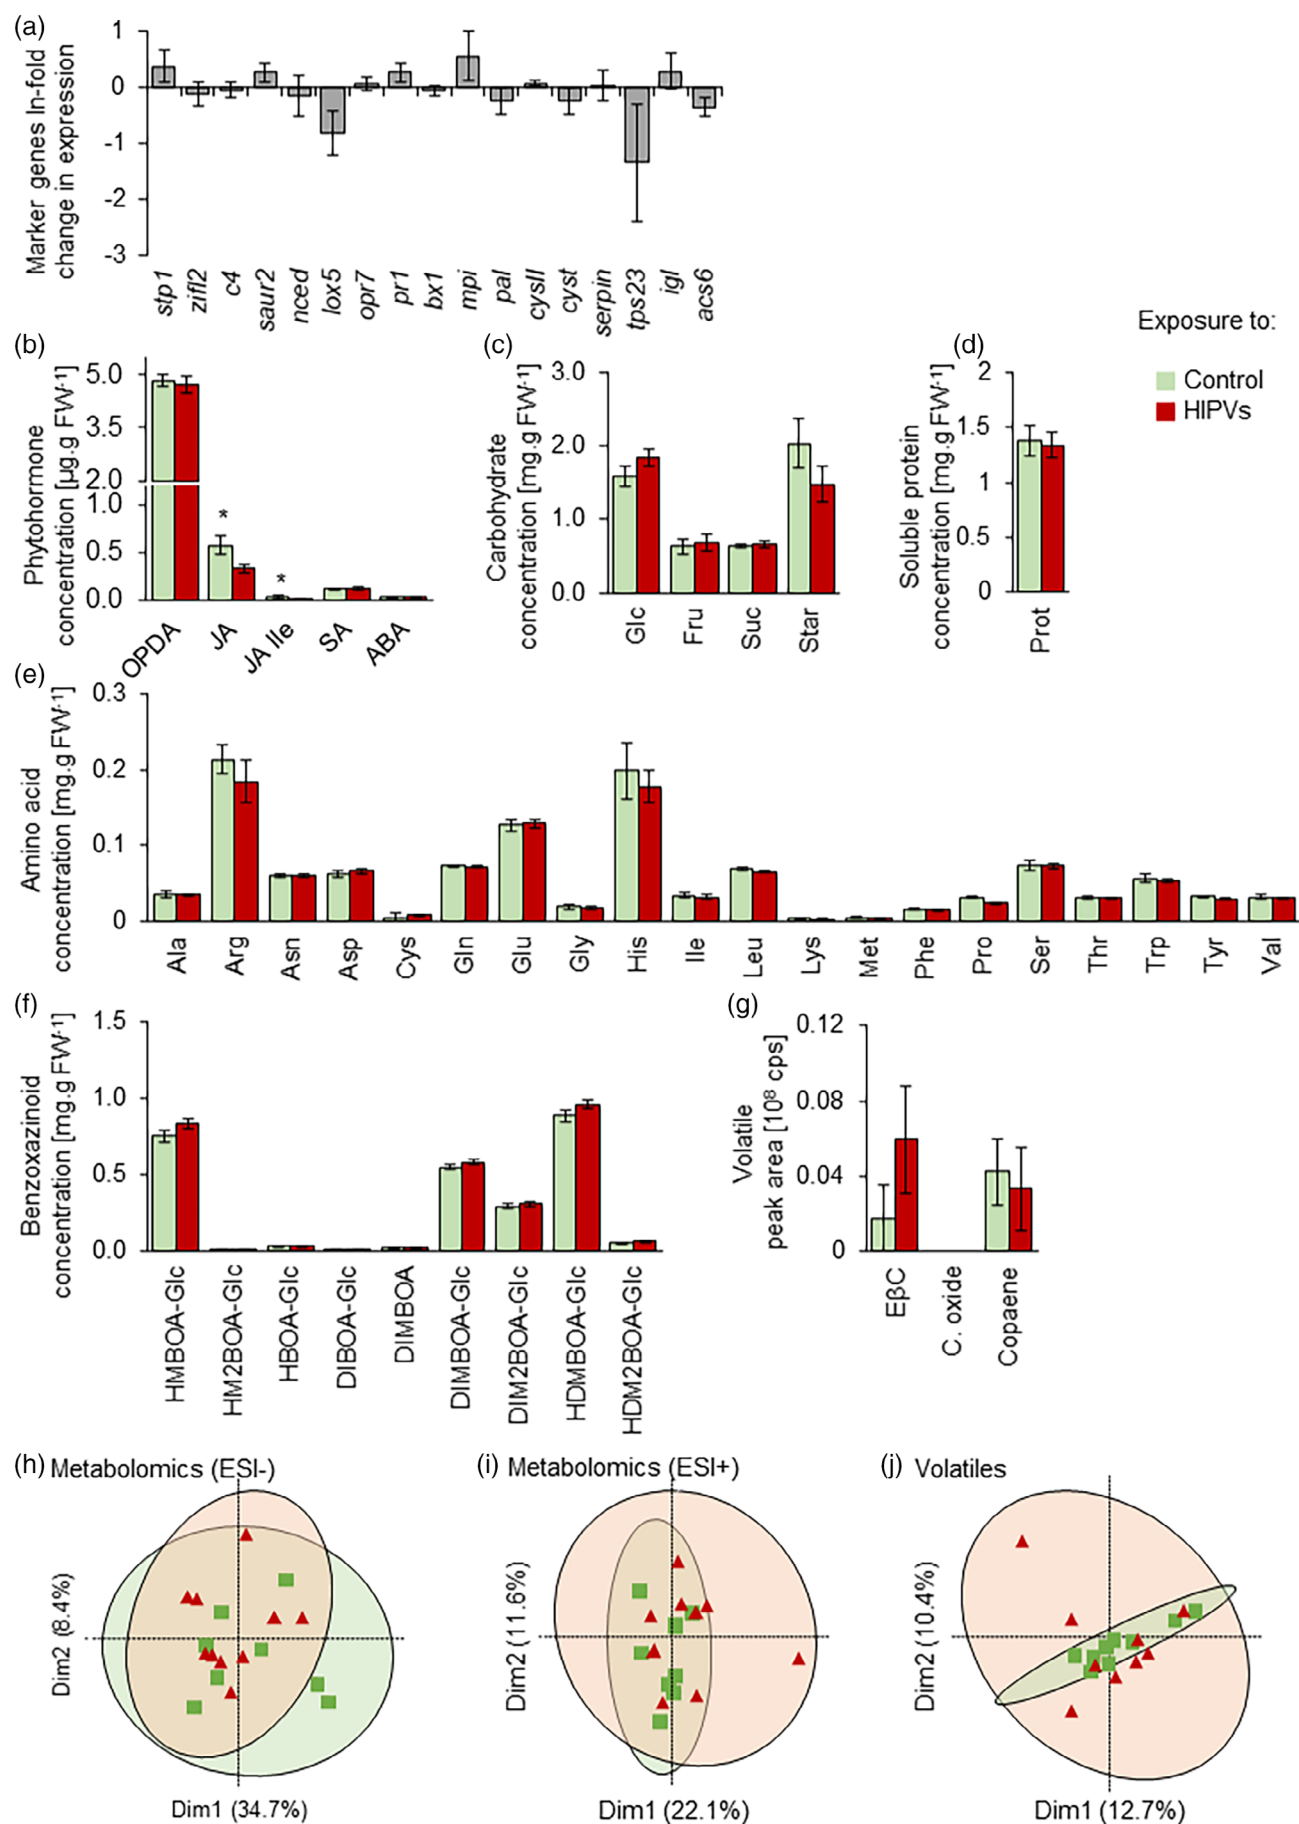 (a)
Marker genes ln-fold
change in expression
1
0
-1
-2
-3
stp1 zifl2 c4 saur2 nced lox5 opr7 pr1 bx1 mpi pal cysII cyst serpin tps23 igl acs6
Exposure to:
Control
HIPVs
(b)
Phytohormone
concentration [µg.g FW-1]
5.0
3.5
2.0
1.0
0.5
0.0
*
*
OPDA JA JA Ile SA ABA
(c)
Carbohydrate
concentration [mg.g FW-1]
3.0
2.0
1.0
0.0
Glc Fru Suc Star
(d)
Soluble protein
concentration [mg.g FW-1]
2
1.5
1
0.5
0
Prot
(e)
Amino acid
concentration [mg.g FW-1]
0.3
0.2
0.1
0
Ala Arg Asn Asp Cys Gln Glu Gly His Ile Leu Lys Met Phe Pro Ser Thr Trp Tyr Val
(f)
Benzoxazinoid
concentration [mg.g FW-1]
1.5
1.0
0.5
0.0
HMBOA-Glc HM2BOA-Glc HBOA-Glc DIBOA-Glc DIMBOA DIMBOA-Glc DIM2BOA-Glc HDMBOA-Glc HDM2BOA-Glc
(g)
Volatile
peak area [10⁸ cps]
0.12
0.08
0.04
0
EβC C. oxide Copaene
(h) Metabolomics (ESI-)
Dim2 (8.4%)
Dim1 (34.7%)
(i) Metabolomics (ESI+)
Dim2 (11.6%)
Dim1 (22.1%)
(j) Volatiles
Dim2 (10.4%)
Dim1 (12.7%)